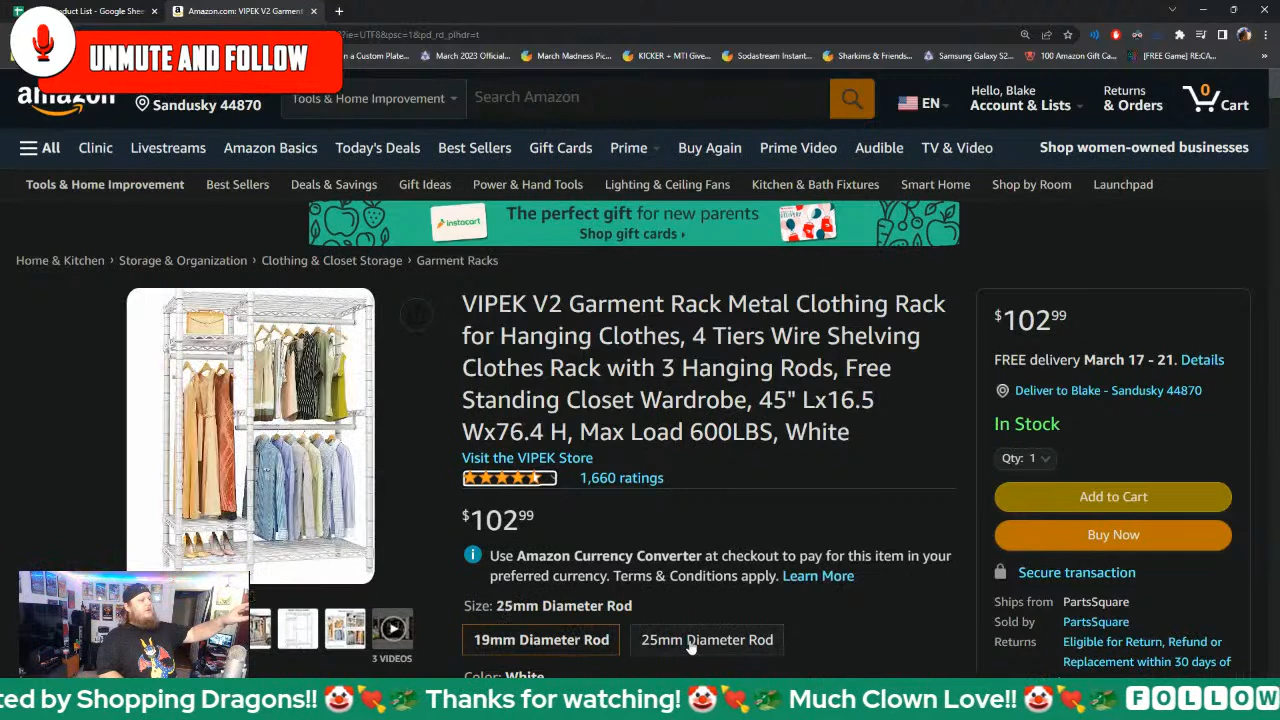 duct List - Google Shee
Amazon.com: VIPEK V2 Garment
?ie=UTF8&psc=1&pd_rd_plhdr=t
n a Custom Plate...
March 2023 Official...
March Madness Pic...
KICKER + MTI Givea...
Sodastream Instant...
Sharkims & Friends...
Samsung Galaxy S2...
100 Amazon Gift Ca...
[FREE Game] RE:CA...
UNMUTE AND FOLLOW
amazon
Sandusky 44870
Tools & Home Improvement
Search Amazon
EN
Hello, Blake
Account & Lists
Returns
& Orders
0
Cart
All
Clinic
Livestreams
Amazon Basics
Today's Deals
Best Sellers
Gift Cards
Prime
Buy Again
Prime Video
Audible
TV & Video
Shop women-owned businesses
Tools & Home Improvement
Best Sellers
Deals & Savings
Gift Ideas
Power & Hand Tools
Lighting & Ceiling Fans
Kitchen & Bath Fixtures
Smart Home
Shop by Room
Launchpad
instacart
The perfect gift for new parents
Shop gift cards ›
Home & Kitchen › Storage & Organization › Clothing & Closet Storage › Garment Racks
VIPEK V2 Garment Rack Metal Clothing Rack
for Hanging Clothes, 4 Tiers Wire Shelving
Clothes Rack with 3 Hanging Rods, Free
Standing Closet Wardrobe, 45" Lx16.5
Wx76.4 H, Max Load 600LBS, White
Visit the VIPEK Store
1,660 ratings
$102.99
Use Amazon Currency Converter at checkout to pay for this item in your
preferred currency. Terms & Conditions apply. Learn More
Size: 25mm Diameter Rod
19mm Diameter Rod
25mm Diameter Rod
Color: White
3 VIDEOS
$102.99
FREE delivery March 17 - 21. Details
Deliver to Blake - Sandusky 44870
In Stock
Qty: 1
Add to Cart
Buy Now
Secure transaction
Ships from PartsSquare
Sold by PartsSquare
Returns Eligible for Return, Refund or
Replacement within 30 days of
ted by Shopping Dragons!! 🤡💘🐲 Thanks for watching! 🤡💘🐲 Much Clown Love!! 🤡💘🐲 FOLLOW